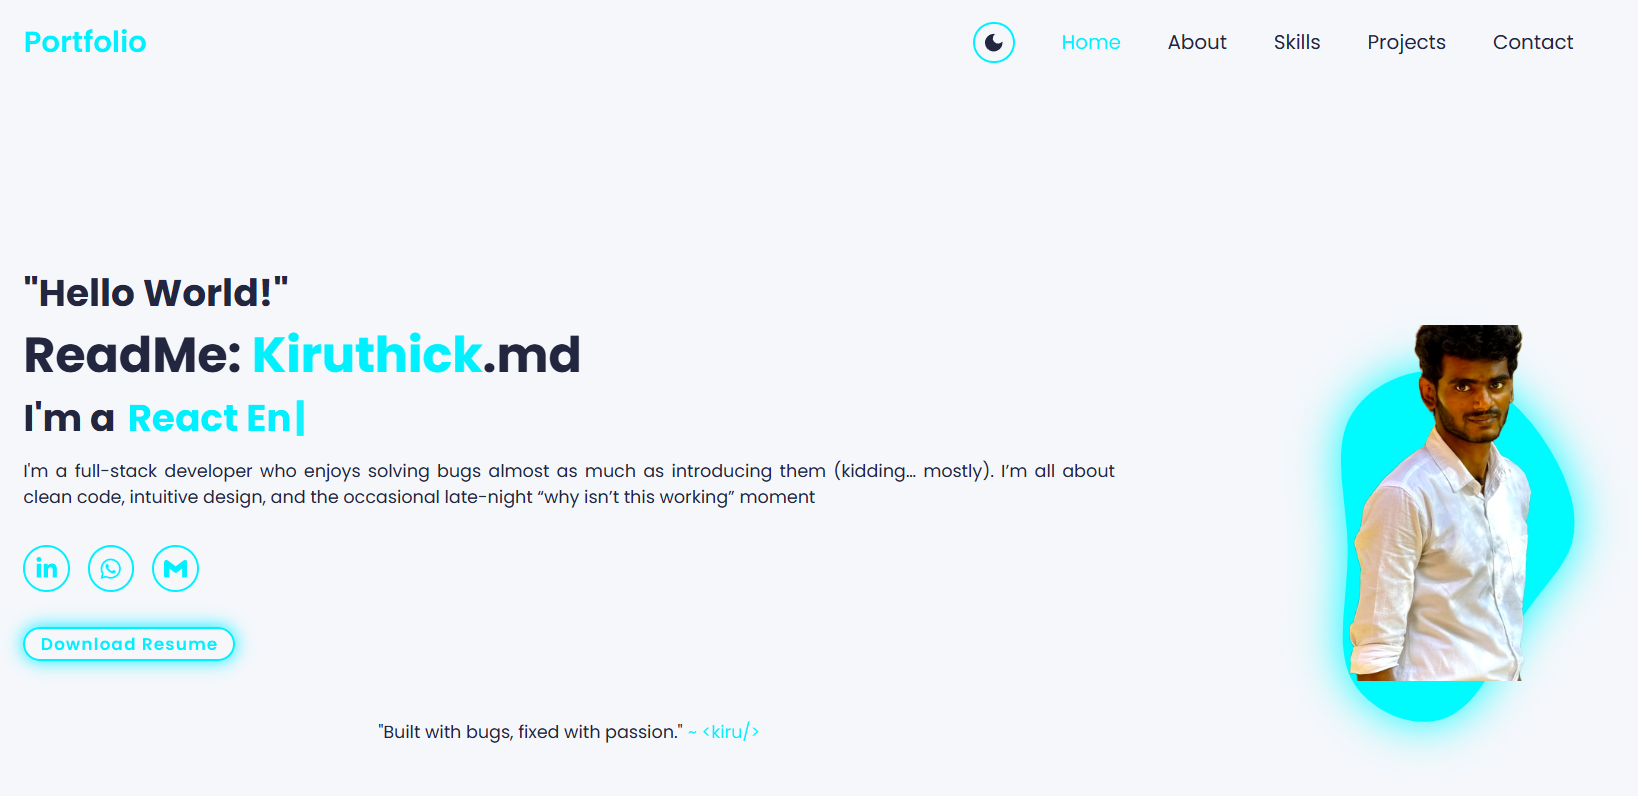 Portfolio
Home About Skills Projects Contact
"Hello World!"
ReadMe: Kiruthick.md
I'm a React En|
I'm a full-stack developer who enjoys solving bugs almost as much as introducing them (kidding... mostly). I’m all about
clean code, intuitive design, and the occasional late-night “why isn’t this working” moment
in
Download Resume
"Built with bugs, fixed with passion." ~ <kiru/>